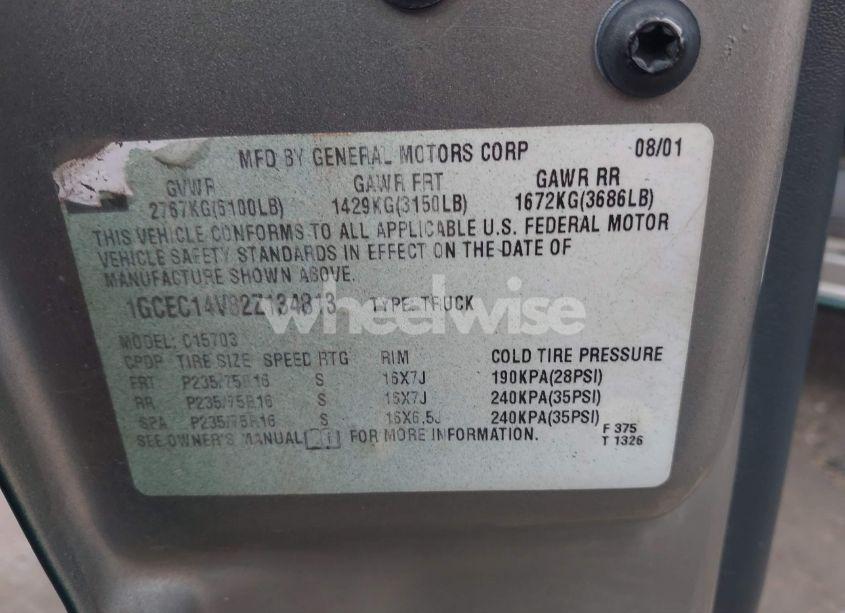 MFD BY GENERAL MOTORS CORP 08/01
GVWR GAWR FRT GAWR RR
2767KG(6100LB) 1429KG(3150LB) 1672KG(3686LB)
THIS VEHICLE CONFORMS TO ALL APPLICABLE U.S. FEDERAL MOTOR
VEHICLE SAFETY STANDARDS IN EFFECT ON THE DATE OF
MANUFACTURE SHOWN ABOVE.
TYPE: TRUCK
wheelwise
MODEL: C15703
TIRE SIZE SPEED RTG RIM COLD TIRE PRESSURE
FRT P235/75R16 S 16X7J 190KPA(28PSI)
RR P235/75R16 S 16X7J 240KPA(35PSI)
SPA P235/75R16 S 16X6.5J 240KPA(35PSI)
SEE OWNER'S MANUAL FOR MORE INFORMATION.
F 375
T 1326